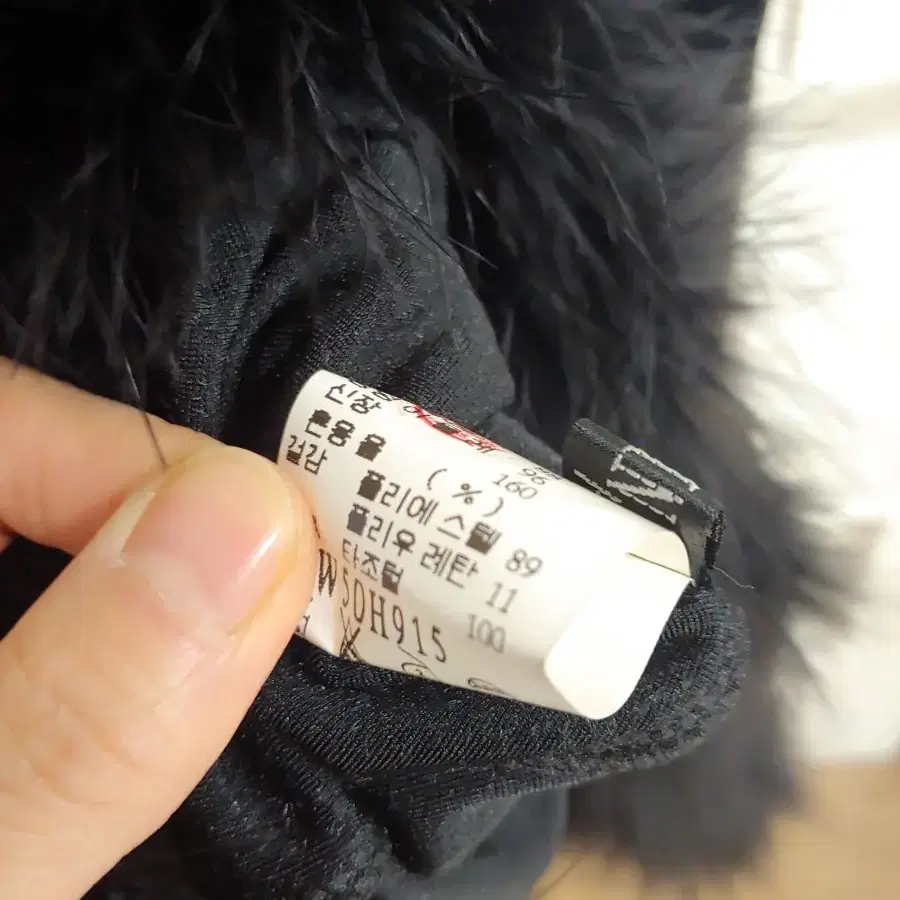 신장 160
혼용율 (%)
겉감 폴리에스텔 89
폴리우레탄 11
타조털 100
W50H915